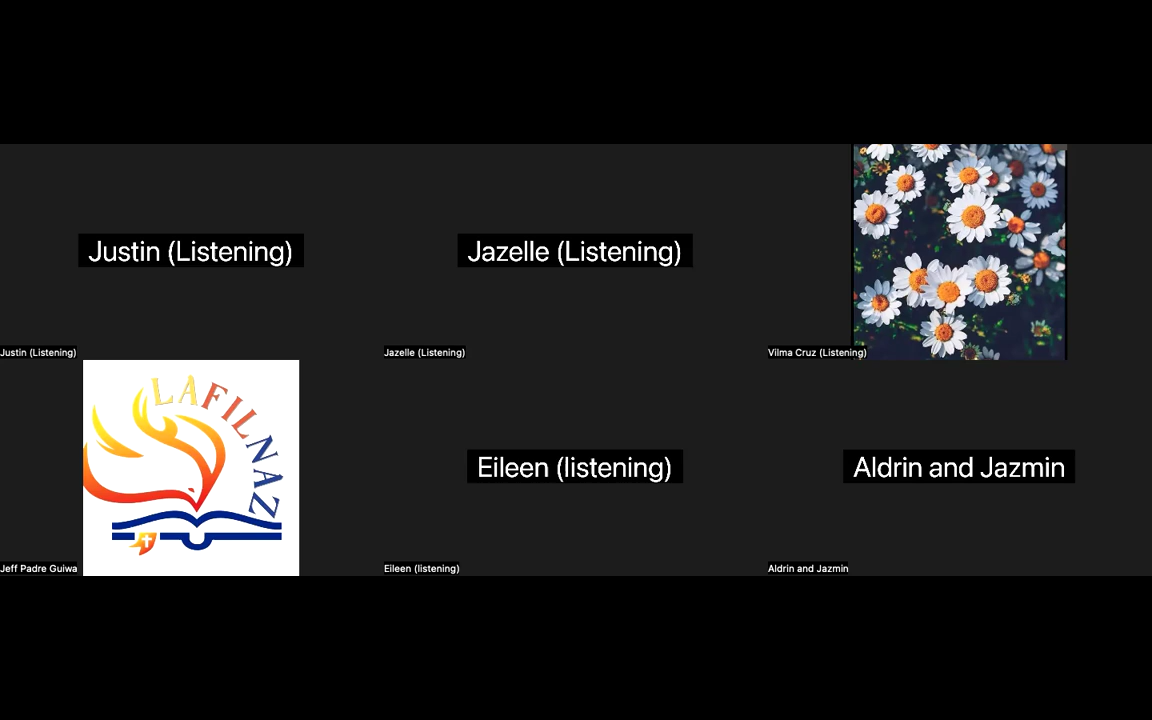 Justin (Listening)
Jazelle (Listening)
Justin (Listening)
Jazelle (Listening)
Vilma Cruz (Listening)
LAFILNAZ
Eileen (listening)
Aldrin and Jazmin
Jeff Padre Guiwa
Eileen (listening)
Aldrin and Jazmin